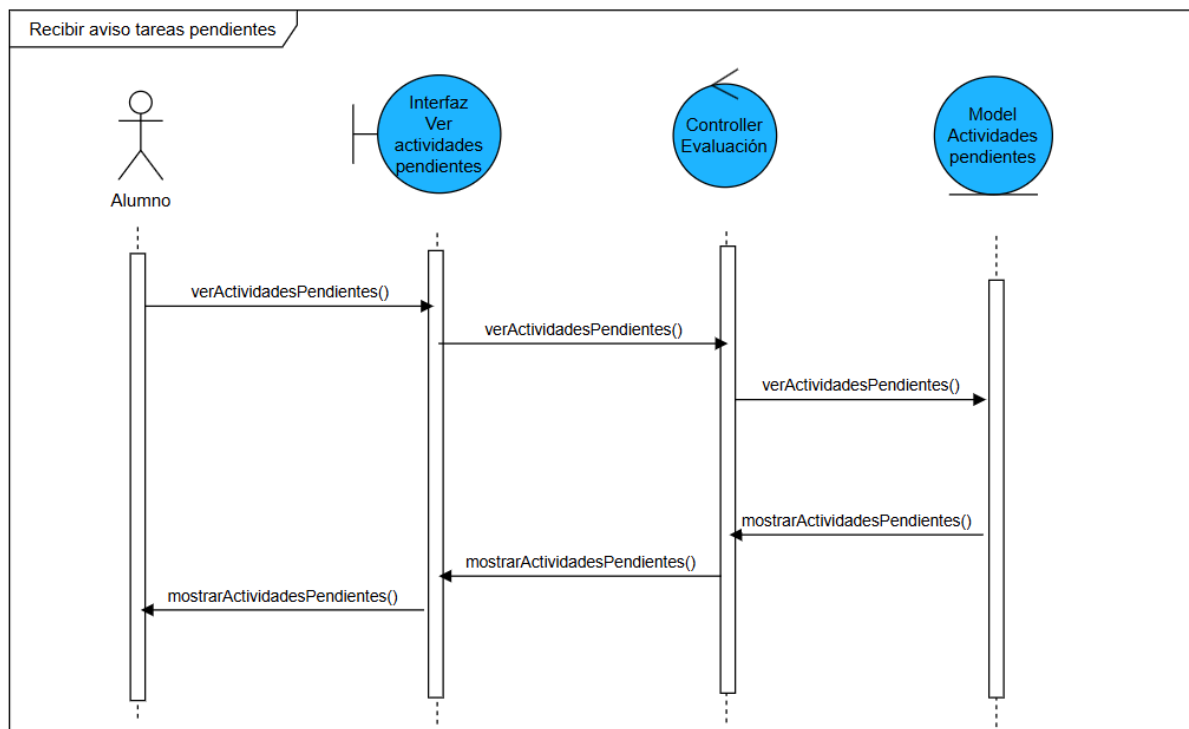 Recibir aviso tareas pendientes
Interfaz
Ver
actividades
pendientes
Controller
Evaluación
Model
Actividades
pendientes
Alumno
verActividadesPendientes()
verActividadesPendientes()
verActividadesPendientes()
mostrarActividadesPendientes()
mostrarActividadesPendientes()
mostrarActividadesPendientes()